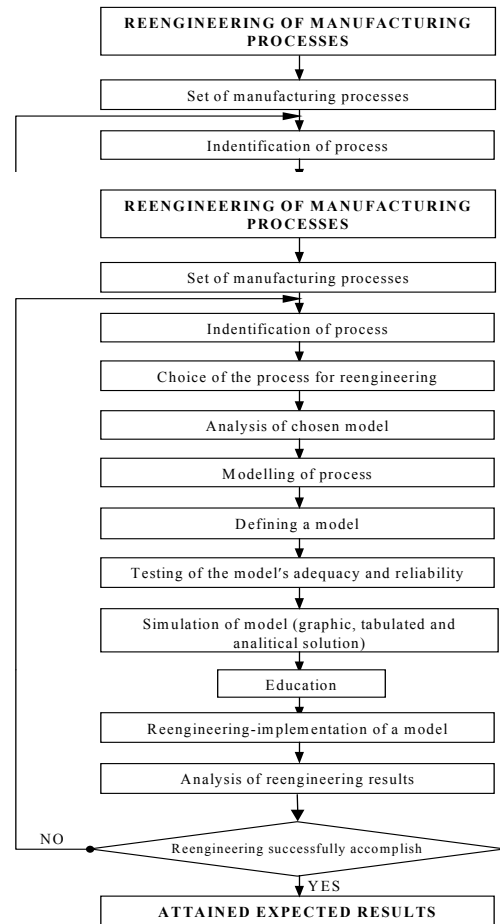 REENGINEERING OF MANUFACTURING
PROCESSES
Set of manufacturing processes
Indentification of process
REENGINEERING OF MANUFACTURING
PROCESSES
Set of manufacturing processes
Indentification of process
Choice of the process for reengineering
Analysis of chosen model
Modelling of process
Defining a model
Testing of the model's adequacy and reliability
Simulation of model (graphic, tabulated and
analitical solution)
Education
Reengineering-implementation of a model
Analysis of reengineering results
NO
Reengineering successfully accomplish
YES
ATTAINED EXPECTED RESULTS